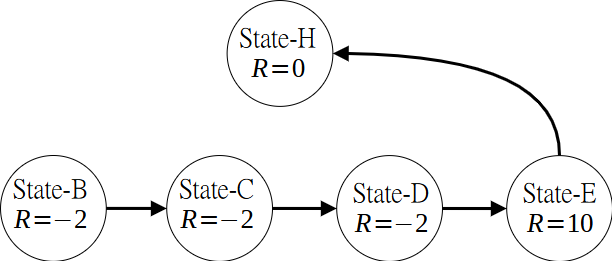 State-H
R=0
State-B
R=−2
State-C
R=−2
State-D
R=−2
State-E
R=10